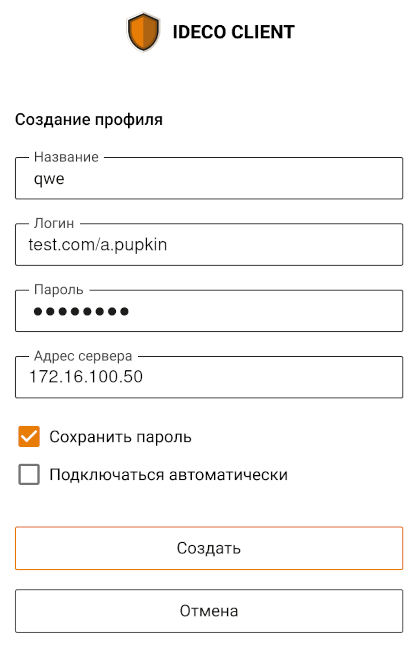 IDECO CLIENT
Создание профиля
Название
qwe
Логин
test.com/a.pupkin
Пароль
●●●●●●●●
Адрес сервера
172.16.100.50
Сохранить пароль
Подключаться автоматически
Создать
Отмена